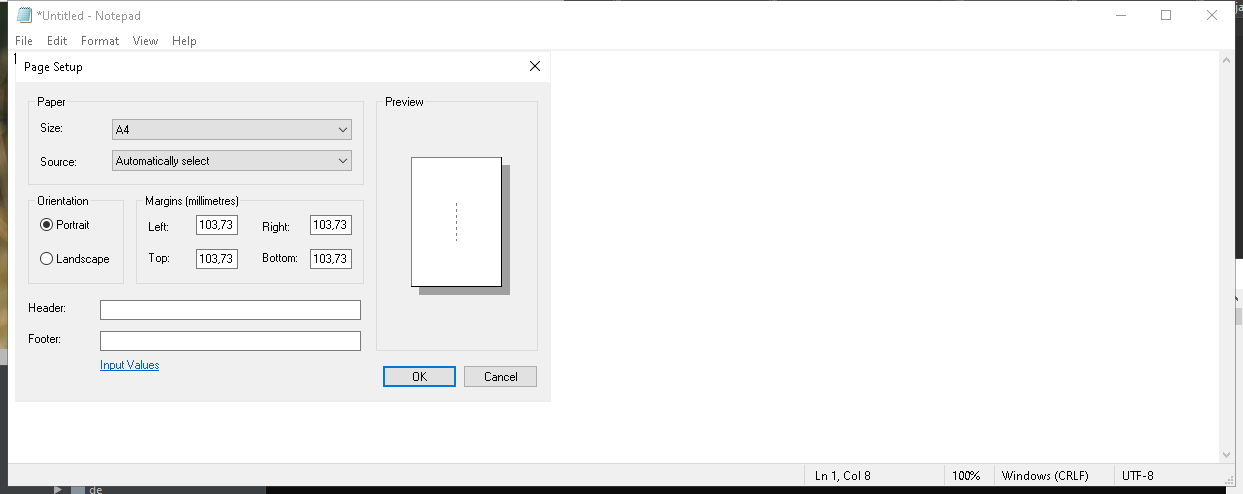 *Untitled - Notepad
File Edit Format View Help
1
Page Setup
Paper
Size: A4
Source: Automatically select
Orientation
Portrait
Landscape
Margins (millimetres)
Left: 103,73 Right: 103,73
Top: 103,73 Bottom: 103,73
Header:
Footer:
Input Values
Preview
OK Cancel
Ln 1, Col 8 100% Windows (CRLF) UTF-8
de